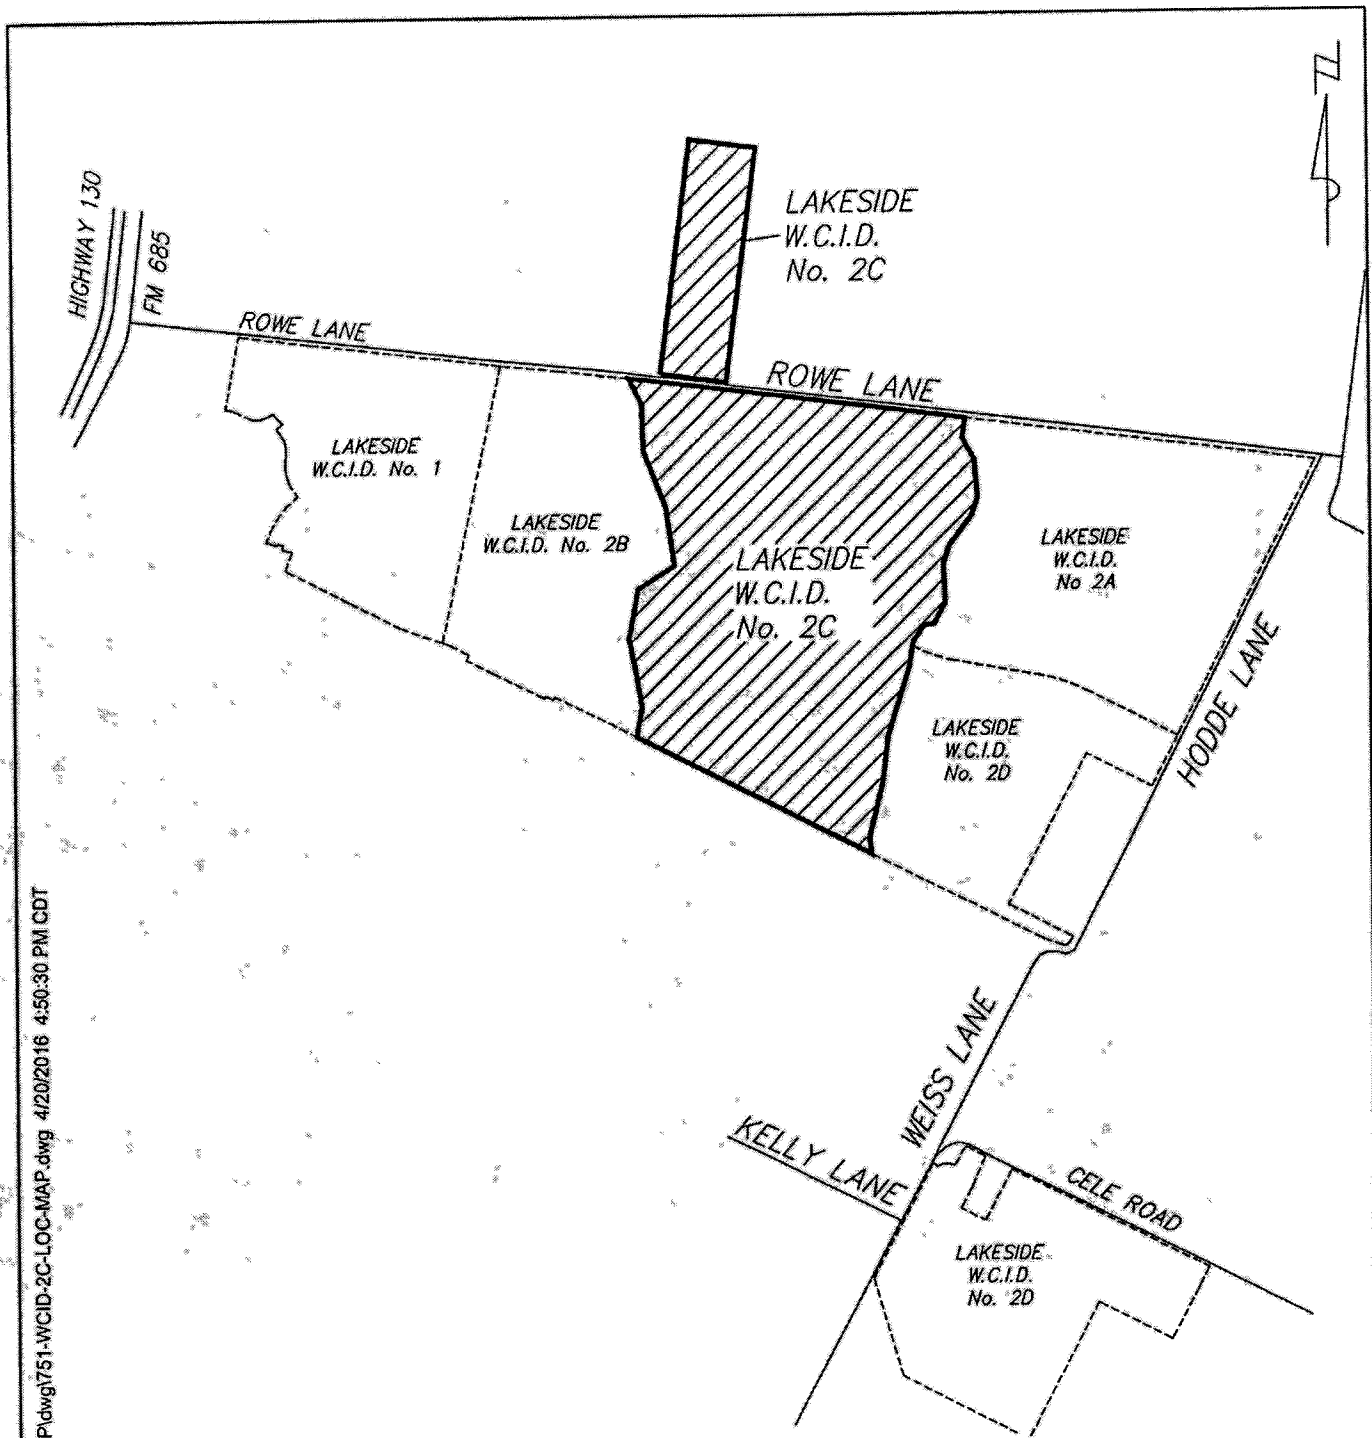 HIGHWAY 130
FM 685
ROWE LANE
LAKESIDE
W.C.I.D.
No. 2C
ROWE LANE
LAKESIDE
W.C.I.D. No. 1
LAKESIDE
W.C.I.D. No. 2B
LAKESIDE
W.C.I.D.
No. 2C
LAKESIDE
W.C.I.D.
No 2A
LAKESIDE
W.C.I.D.
No. 2D
HODDE LANE
WEISS LANE
KELLY LANE
CELE ROAD
LAKESIDE
W.C.I.D.
No. 2D
P\dwg\751-WCID-2C-LOC-MAP.dwg 4/20/2016 4:50:30 PM CDT
N